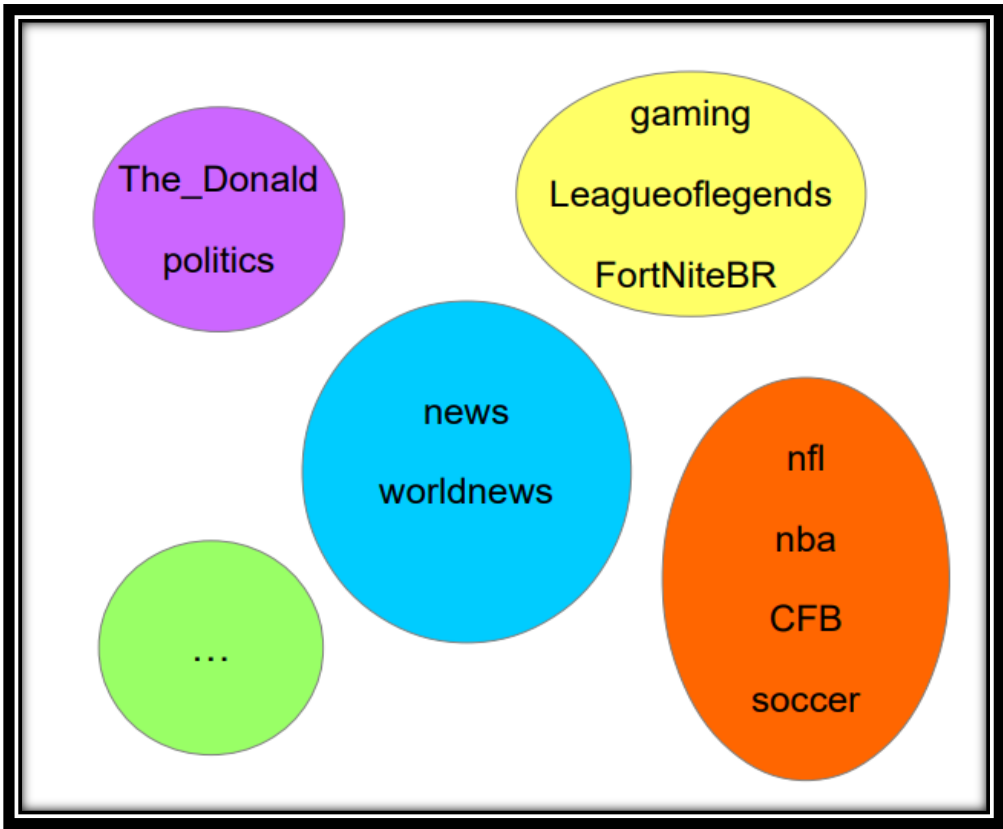 The_Donald
politics
gaming
Leagueoflegends
FortNiteBR
news
worldnews
nfl
nba
CFB
soccer
...